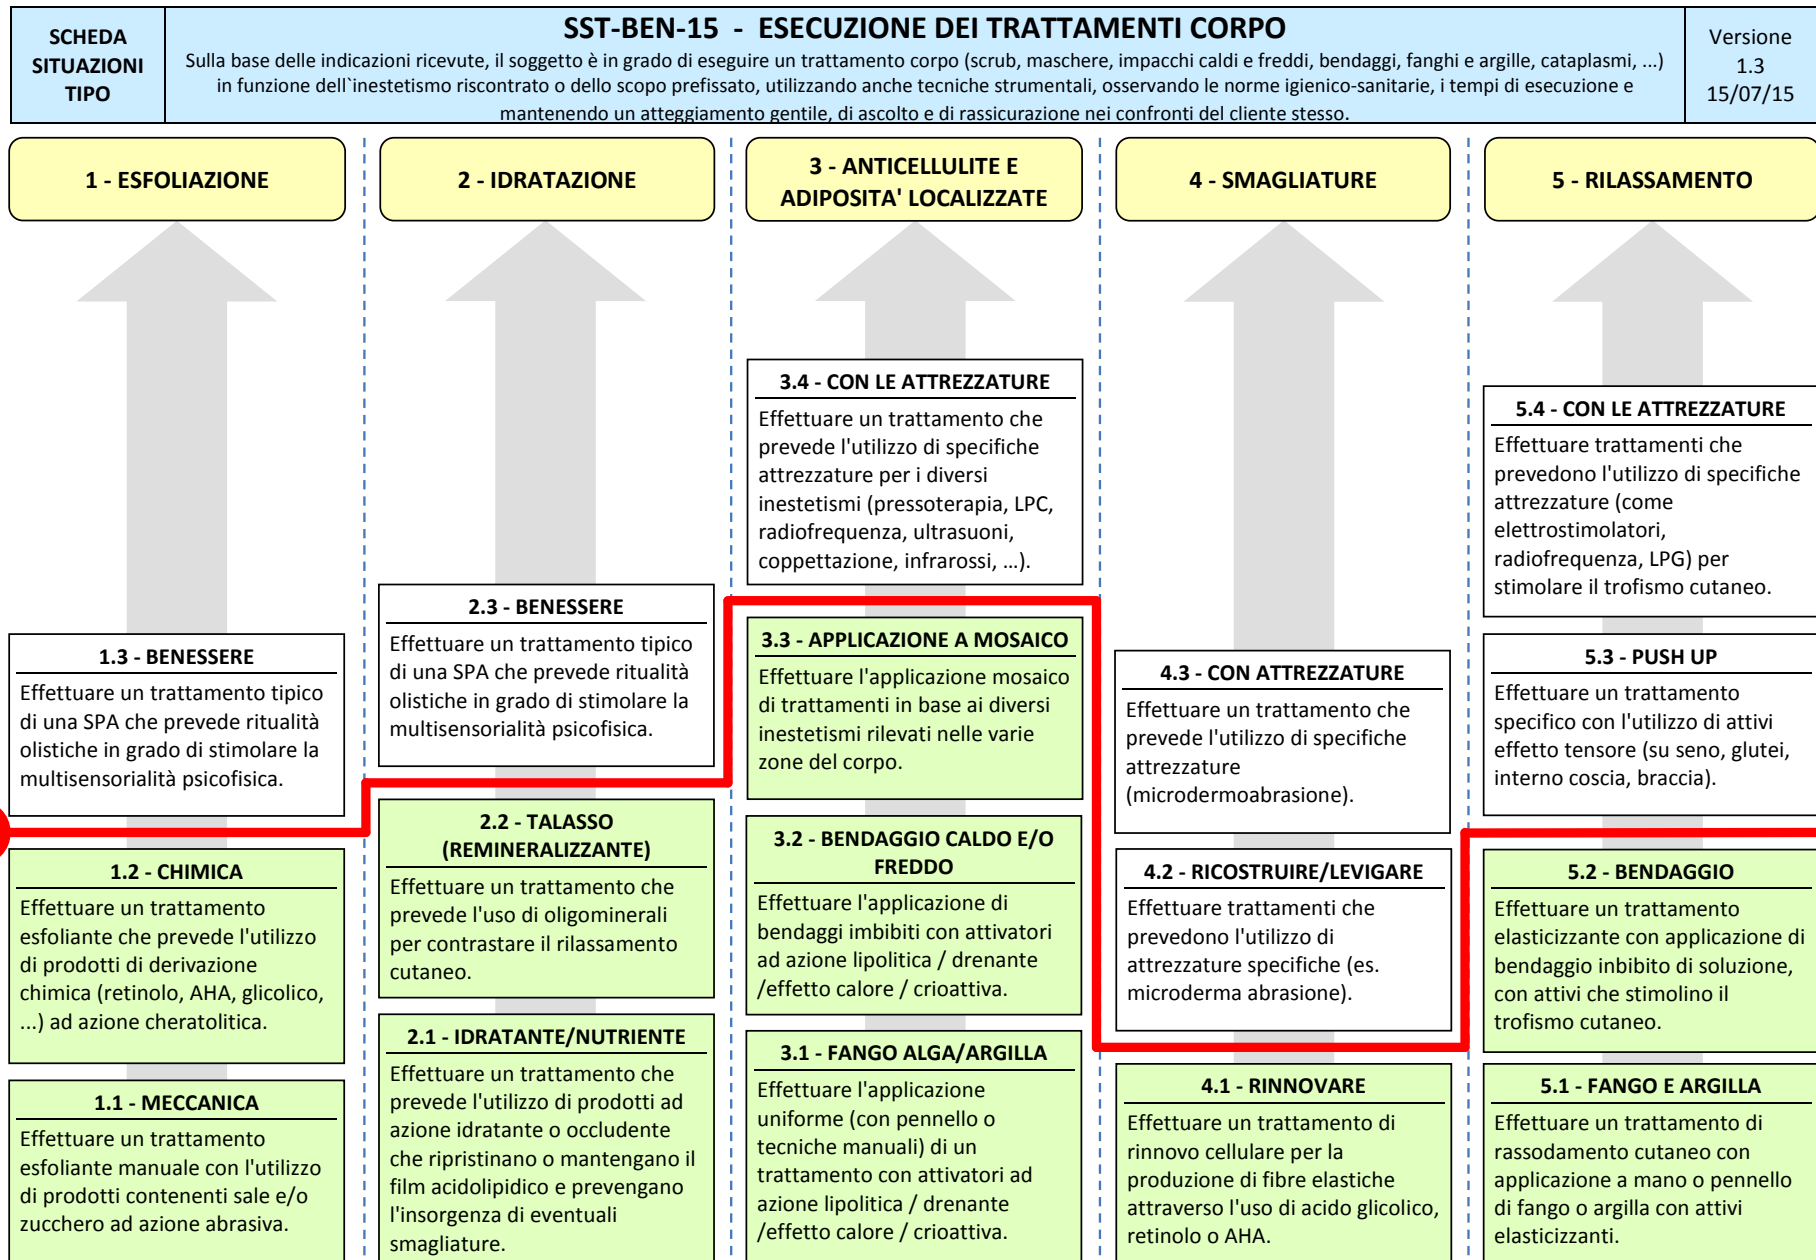 SCHEDA
SITUAZIONI
TIPO
SST-BEN-15 - ESECUZIONE DEI TRATTAMENTI CORPO
Sulla base delle indicazioni ricevute, il soggetto è in grado di eseguire un trattamento corpo (scrub, maschere, impacchi caldi e freddi, bendaggi, fanghi e argille, cataplasmi, ...)
in funzione dell`inestetismo riscontrato o dello scopo prefissato, utilizzando anche tecniche strumentali, osservando le norme igienico-sanitarie, i tempi di esecuzione e
mantenendo un atteggiamento gentile, di ascolto e di rassicurazione nei confronti del cliente stesso.
Versione
1.3
15/07/15
1 - ESFOLIAZIONE
1.3 - BENESSERE
Effettuare un trattamento tipico
di una SPA che prevede ritualità
olistiche in grado di stimolare la
multisensorialità psicofisica.
1.2 - CHIMICA
Effettuare un trattamento
esfoliante che prevede l'utilizzo
di prodotti di derivazione
chimica (retinolo, AHA, glicolico,
...) ad azione cheratolitica.
1.1 - MECCANICA
Effettuare un trattamento
esfoliante manuale con l'utilizzo
di prodotti contenenti sale e/o
zucchero ad azione abrasiva.
2 - IDRATAZIONE
2.3 - BENESSERE
Effettuare un trattamento tipico
di una SPA che prevede ritualità
olistiche in grado di stimolare la
multisensorialità psicofisica.
2.2 - TALASSO
(REMINERALIZZANTE)
Effettuare un trattamento che
prevede l'uso di oligominerali
per contrastare il rilassamento
cutaneo.
2.1 - IDRATANTE/NUTRIENTE
Effettuare un trattamento che
prevede l'utilizzo di prodotti ad
azione idratante o occludente
che ripristinano o mantengano il
film acidolipidico e prevengano
l'insorgenza di eventuali
smagliature.
3 - ANTICELLULITE E
ADIPOSITA' LOCALIZZATE
3.4 - CON LE ATTREZZATURE
Effettuare un trattamento che
prevede l'utilizzo di specifiche
attrezzature per i diversi
inestetismi (pressoterapia, LPC,
radiofrequenza, ultrasuoni,
coppettazione, infrarossi, …).
3.3 - APPLICAZIONE A MOSAICO
Effettuare l'applicazione mosaico
di trattamenti in base ai diversi
inestetismi rilevati nelle varie
zone del corpo.
3.2 - BENDAGGIO CALDO E/O
FREDDO
Effettuare l'applicazione di
bendaggi imbibiti con attivatori
ad azione lipolitica / drenante
/effetto calore / crioattiva.
3.1 - FANGO ALGA/ARGILLA
Effettuare l'applicazione
uniforme (con pennello o
tecniche manuali) di un
trattamento con attivatori ad
azione lipolitica / drenante
/effetto calore / crioattiva.
4 - SMAGLIATURE
4.3 - CON ATTREZZATURE
Effettuare un trattamento che
prevede l'utilizzo di specifiche
attrezzature
(microdermoabrasione).
4.2 - RICOSTRUIRE/LEVIGARE
Effettuare trattamenti che
prevedono l'utilizzo di
attrezzature specifiche (es.
microderma abrasione).
4.1 - RINNOVARE
Effettuare un trattamento di
rinnovo cellulare per la
produzione di fibre elastiche
attraverso l'uso di acido glicolico,
retinolo o AHA.
5 - RILASSAMENTO
5.4 - CON LE ATTREZZATURE
Effettuare trattamenti che
prevedono l'utilizzo di specifiche
attrezzature (come
elettrostimolatori,
radiofrequenza, LPG) per
stimolare il trofismo cutaneo.
5.3 - PUSH UP
Effettuare un trattamento
specifico con l'utilizzo di attivi
effetto tensore (su seno, glutei,
interno coscia, braccia).
5.2 - BENDAGGIO
Effettuare un trattamento
elasticizzante con applicazione di
bendaggio inbibito di soluzione,
con attivi che stimolino il
trofismo cutaneo.
5.1 - FANGO E ARGILLA
Effettuare un trattamento di
rassodamento cutaneo con
applicazione a mano o pennello
di fango o argilla con attivi
elasticizzanti.